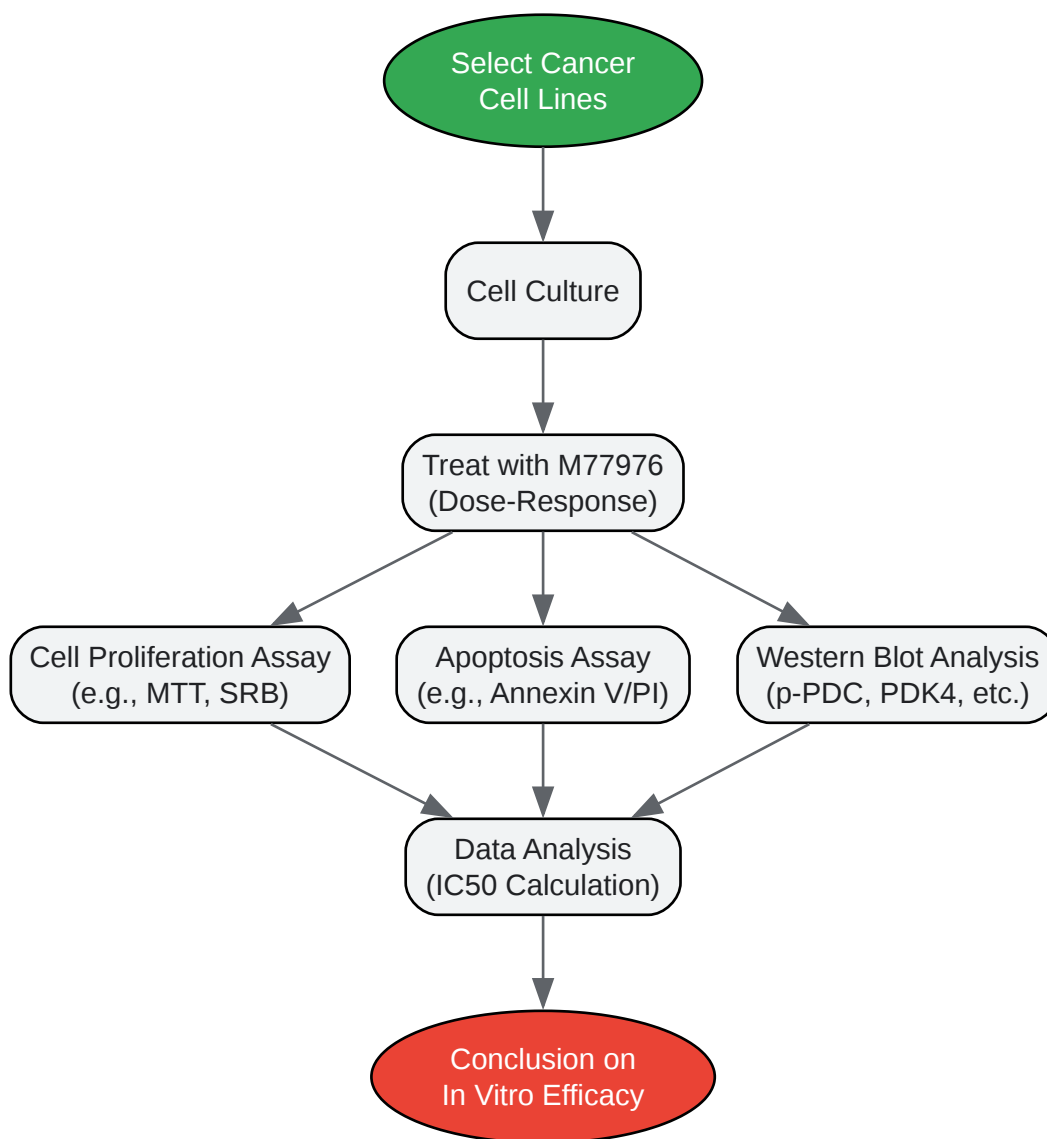 Select Cancer
Cell Lines
Cell Culture
Treat with M77976
(Dose-Response)
Cell Proliferation Assay
(e.g., MTT, SRB)
Apoptosis Assay
(e.g., Annexin V/PI)
Western Blot Analysis
(p-PDC, PDK4, etc.)
Data Analysis
(IC50 Calculation)
Conclusion on
In Vitro Efficacy